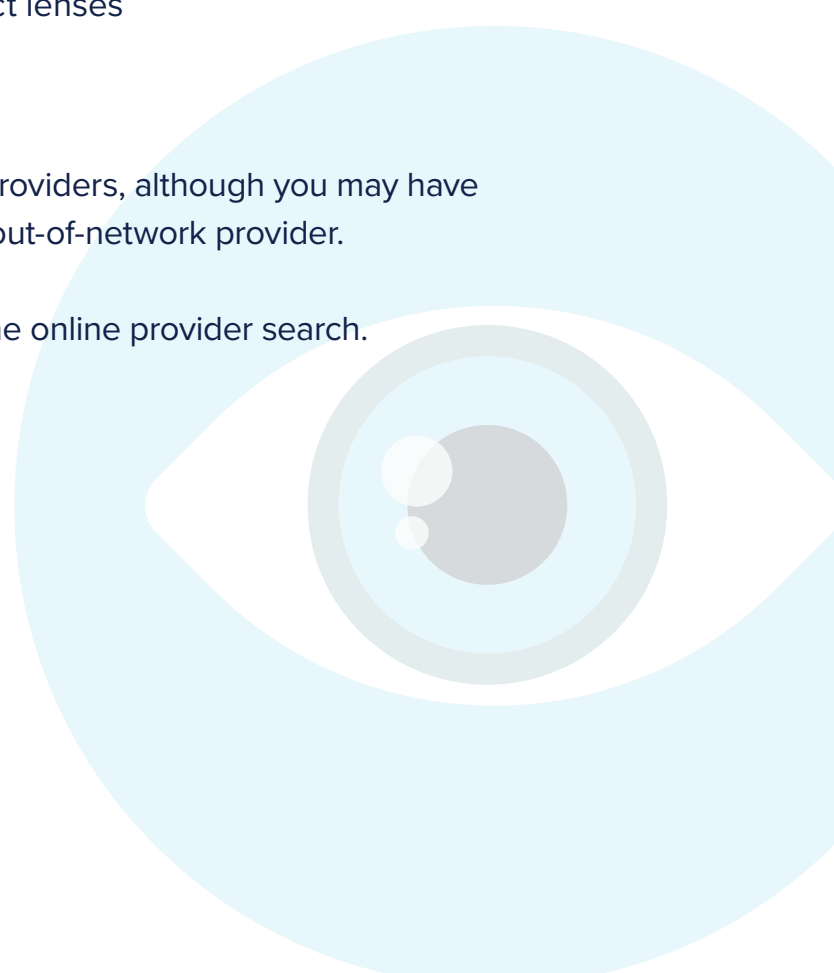 ct lenses
roviders, although you may have
out-of-network provider.
e online provider search.